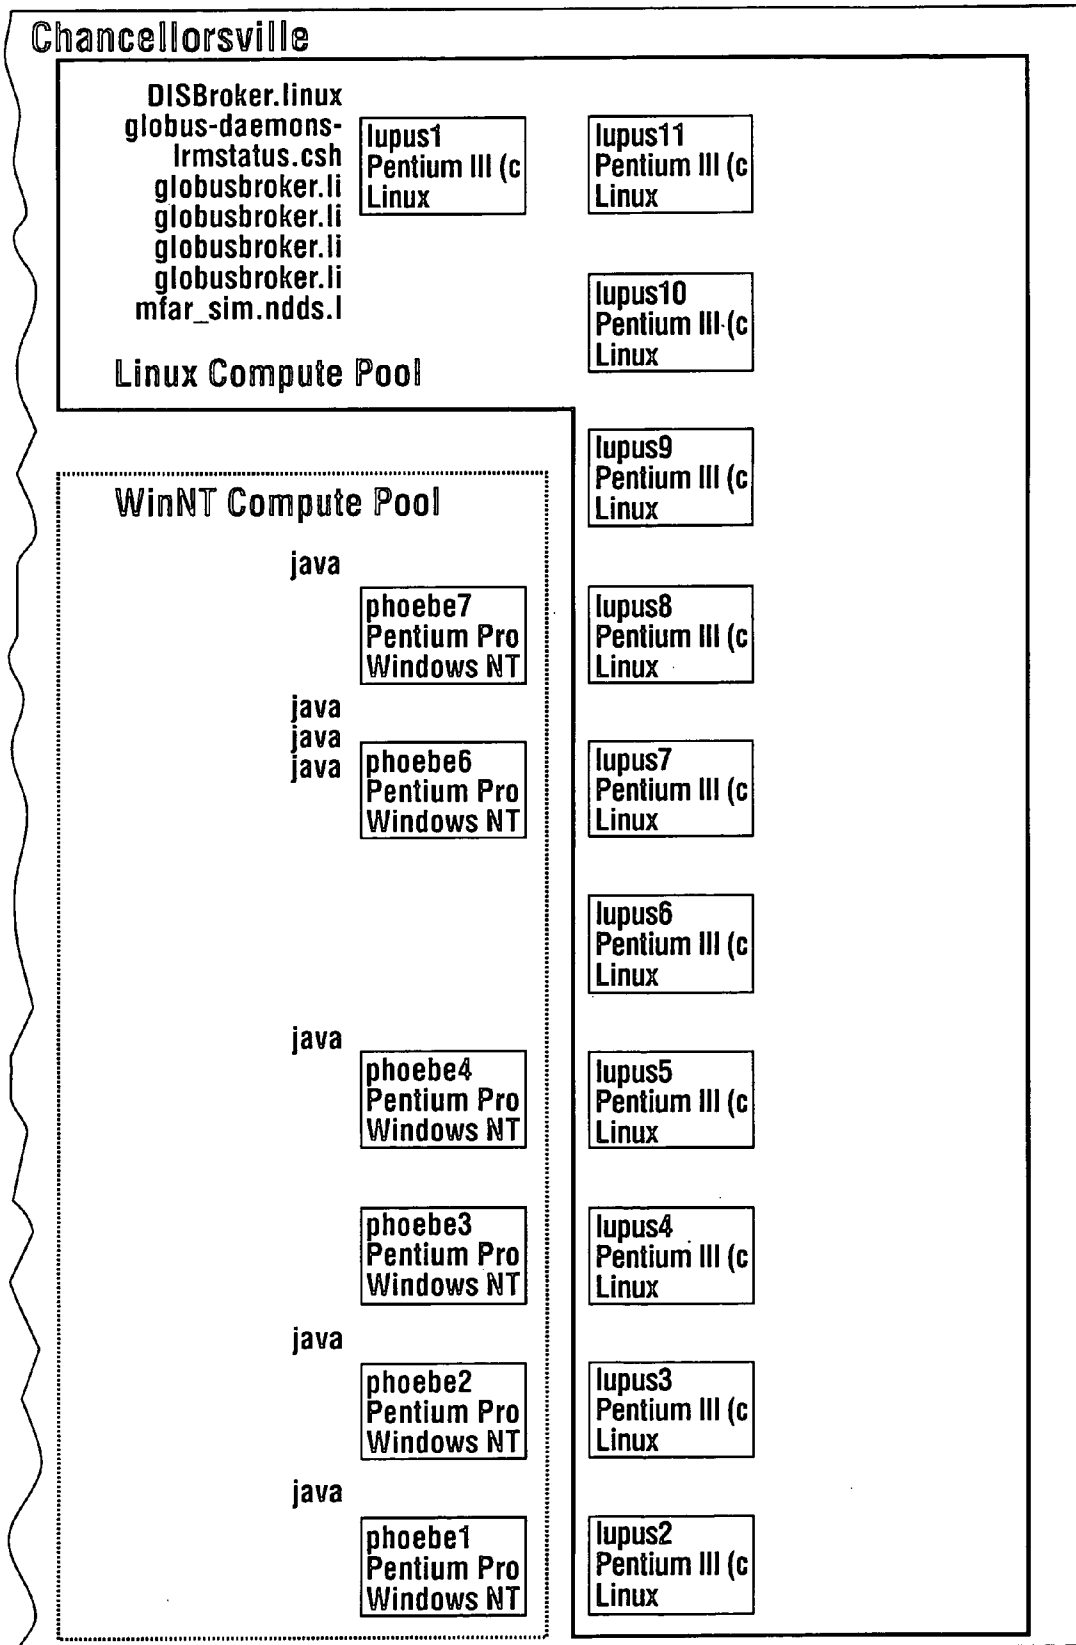 Chancellorsville
DISBroker.linux
globus-daemons-
lrmstatus.csh
globusbroker.li
globusbroker.li
globusbroker.li
globusbroker.li
mfar_sim.ndds.l
lupus1
Pentium III (c
Linux
Linux Compute Pool
WinNT Compute Pool
java
phoebe7
Pentium Pro
Windows NT
java
java
java
phoebe6
Pentium Pro
Windows NT
java
phoebe4
Pentium Pro
Windows NT
phoebe3
Pentium Pro
Windows NT
java
phoebe2
Pentium Pro
Windows NT
java
phoebe1
Pentium Pro
Windows NT
lupus11
Pentium III (c
Linux
lupus10
Pentium III (c
Linux
lupus9
Pentium III (c
Linux
lupus8
Pentium III (c
Linux
lupus7
Pentium III (c
Linux
lupus6
Pentium III (c
Linux
lupus5
Pentium III (c
Linux
lupus4
Pentium III (c
Linux
lupus3
Pentium III (c
Linux
lupus2
Pentium III (c
Linux